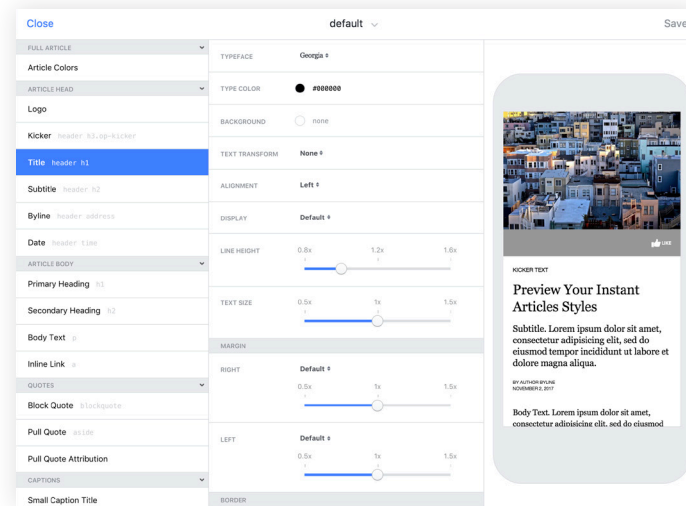 Close
default
Save
FULL ARTICLE
Article Colors
ARTICLE HEAD
Logo
Kicker header h3.op-kicker
Title header h1
Subtitle header h2
Byline header address
Date header time
ARTICLE BODY
Primary Heading h1
Secondary Heading h2
Body Text p
Inline Link a
QUOTES
Block Quote blockquote
Pull Quote aside
Pull Quote Attribution
CAPTIONS
Small Caption Title
TYPEFACE Georgia
TYPE COLOR #000000
BACKGROUND none
TEXT TRANSFORM None
ALIGNMENT Left
DISPLAY Default
LINE HEIGHT 0.8x 1.2x 1.6x
TEXT SIZE 0.5x 1x 1.5x
MARGIN
RIGHT Default
0.5x 1x 1.5x
LEFT Default
0.5x 1x 1.5x
BORDER
LIKE
KICKER TEXT
Preview Your Instant
Articles Styles
Subtitle. Lorem ipsum dolor sit amet,
consectetur adipisicing elit, sed do
eiusmod tempor incididunt ut labore et
dolore magna aliqua.
BY AUTHOR BYLINE
NOVEMBER 2, 2017
Body Text. Lorem ipsum dolor sit amet,
consectetur adipisicing elit, sed do eiusmod